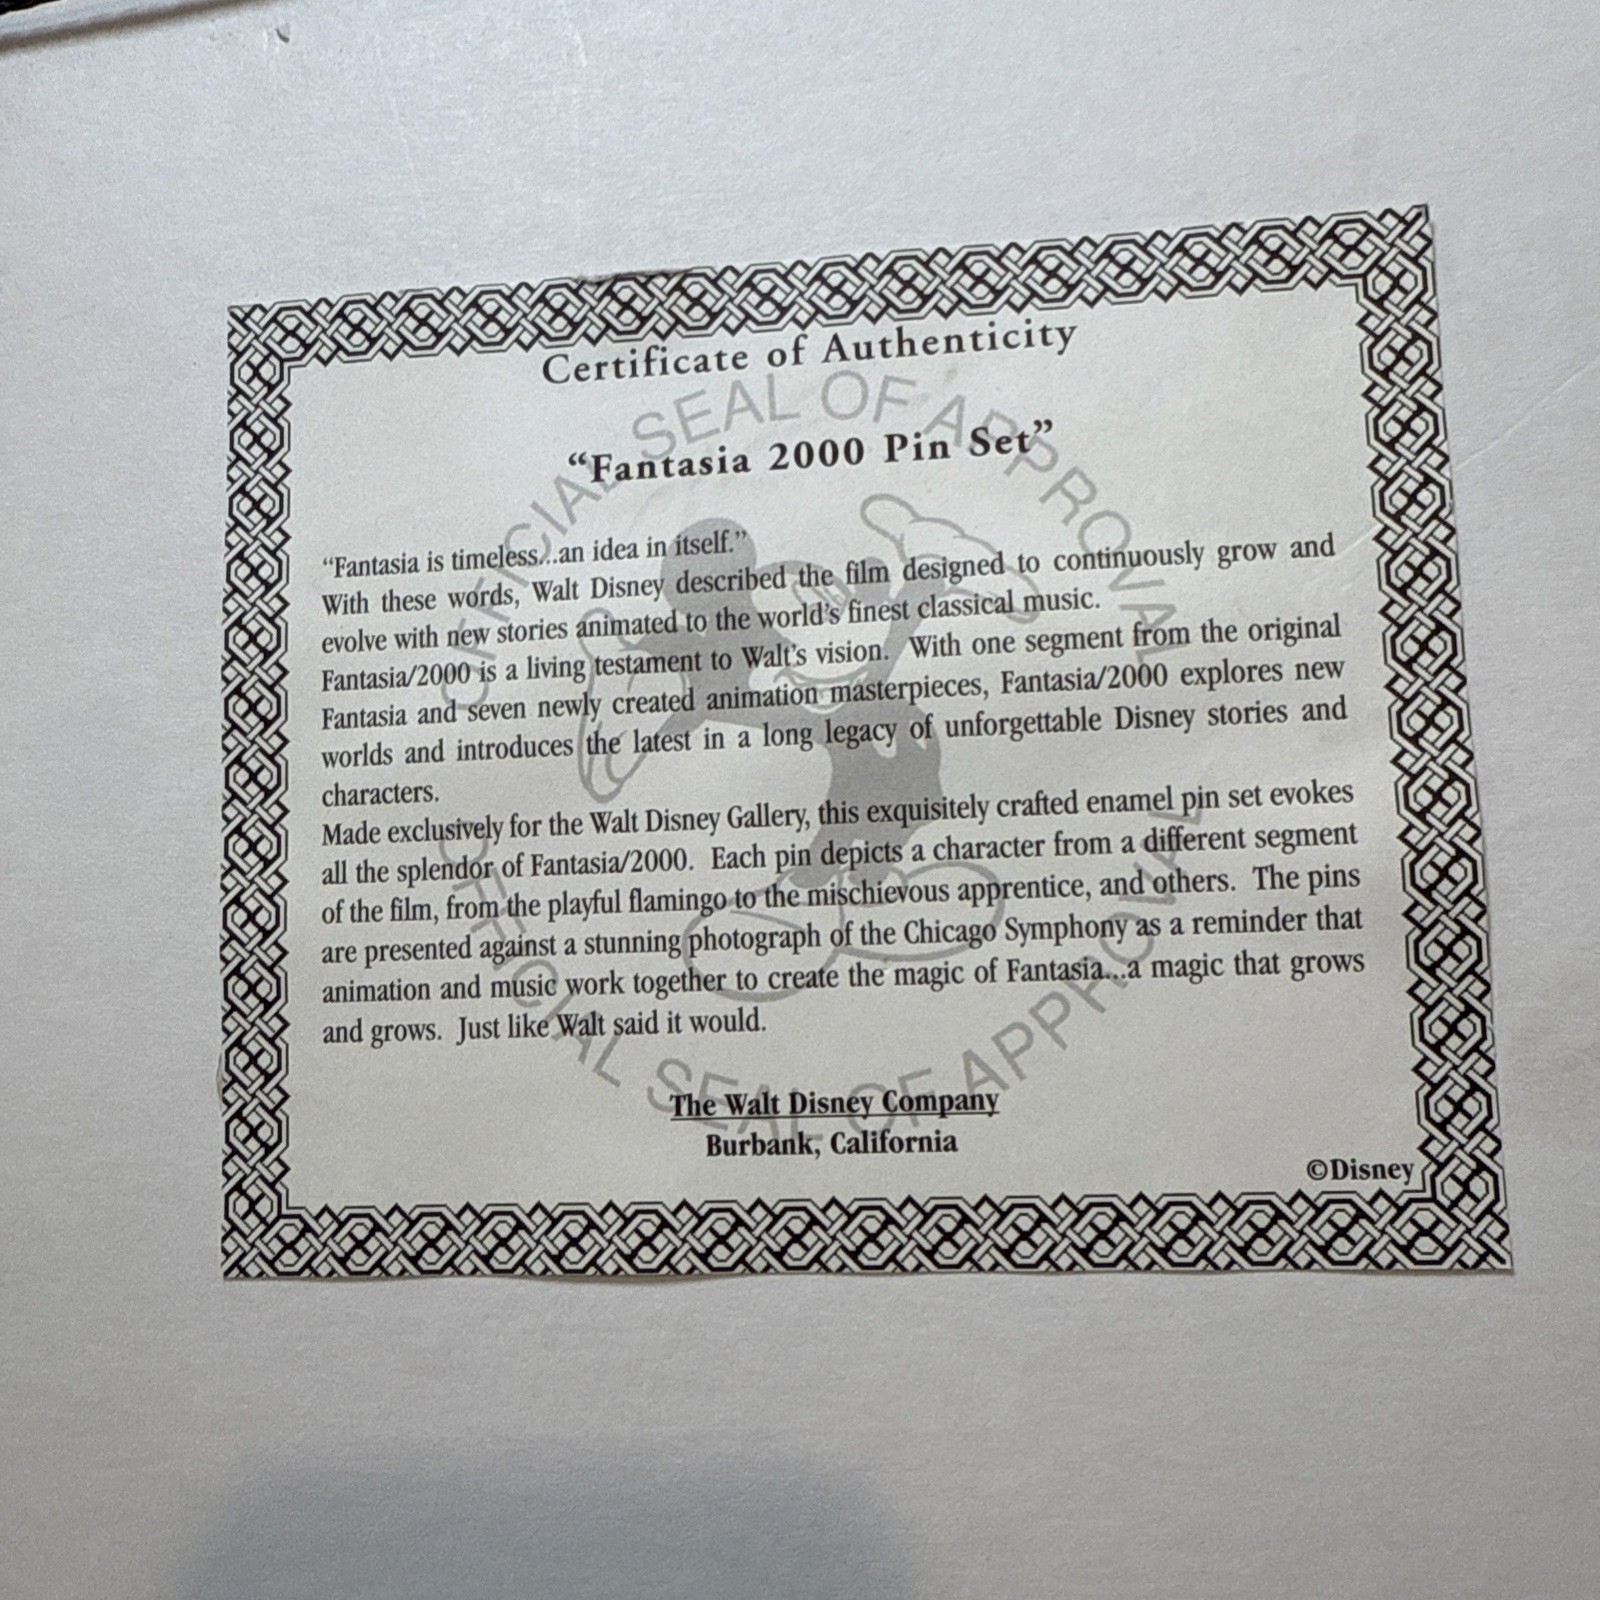 Certificate of Authenticity
"Fantasia 2000 Pin Set"
"Fantasia is timeless...an idea in itself."
With these words, Walt Disney described the film designed to continuously grow and
evolve with new stories animated to the world's finest classical music.
Fantasia/2000 is a living testament to Walt's vision. With one segment from the original
Fantasia and seven newly created animation masterpieces, Fantasia/2000 explores new
worlds and introduces the latest in a long legacy of unforgettable Disney stories and
characters.
Made exclusively for the Walt Disney Gallery, this exquisitely crafted enamel pin set evokes
all the splendor of Fantasia/2000. Each pin depicts a character from a different segment
of the film, from the playful flamingo to the mischievous apprentice, and others. The pins
are presented against a stunning photograph of the Chicago Symphony as a reminder that
animation and music work together to create the magic of Fantasia...a magic that grows
and grows. Just like Walt said it would.
The Walt Disney Company
Burbank, California
©Disney
OFFICIAL SEAL OF APPROVAL
OFFICIAL SEAL OF APPROVAL